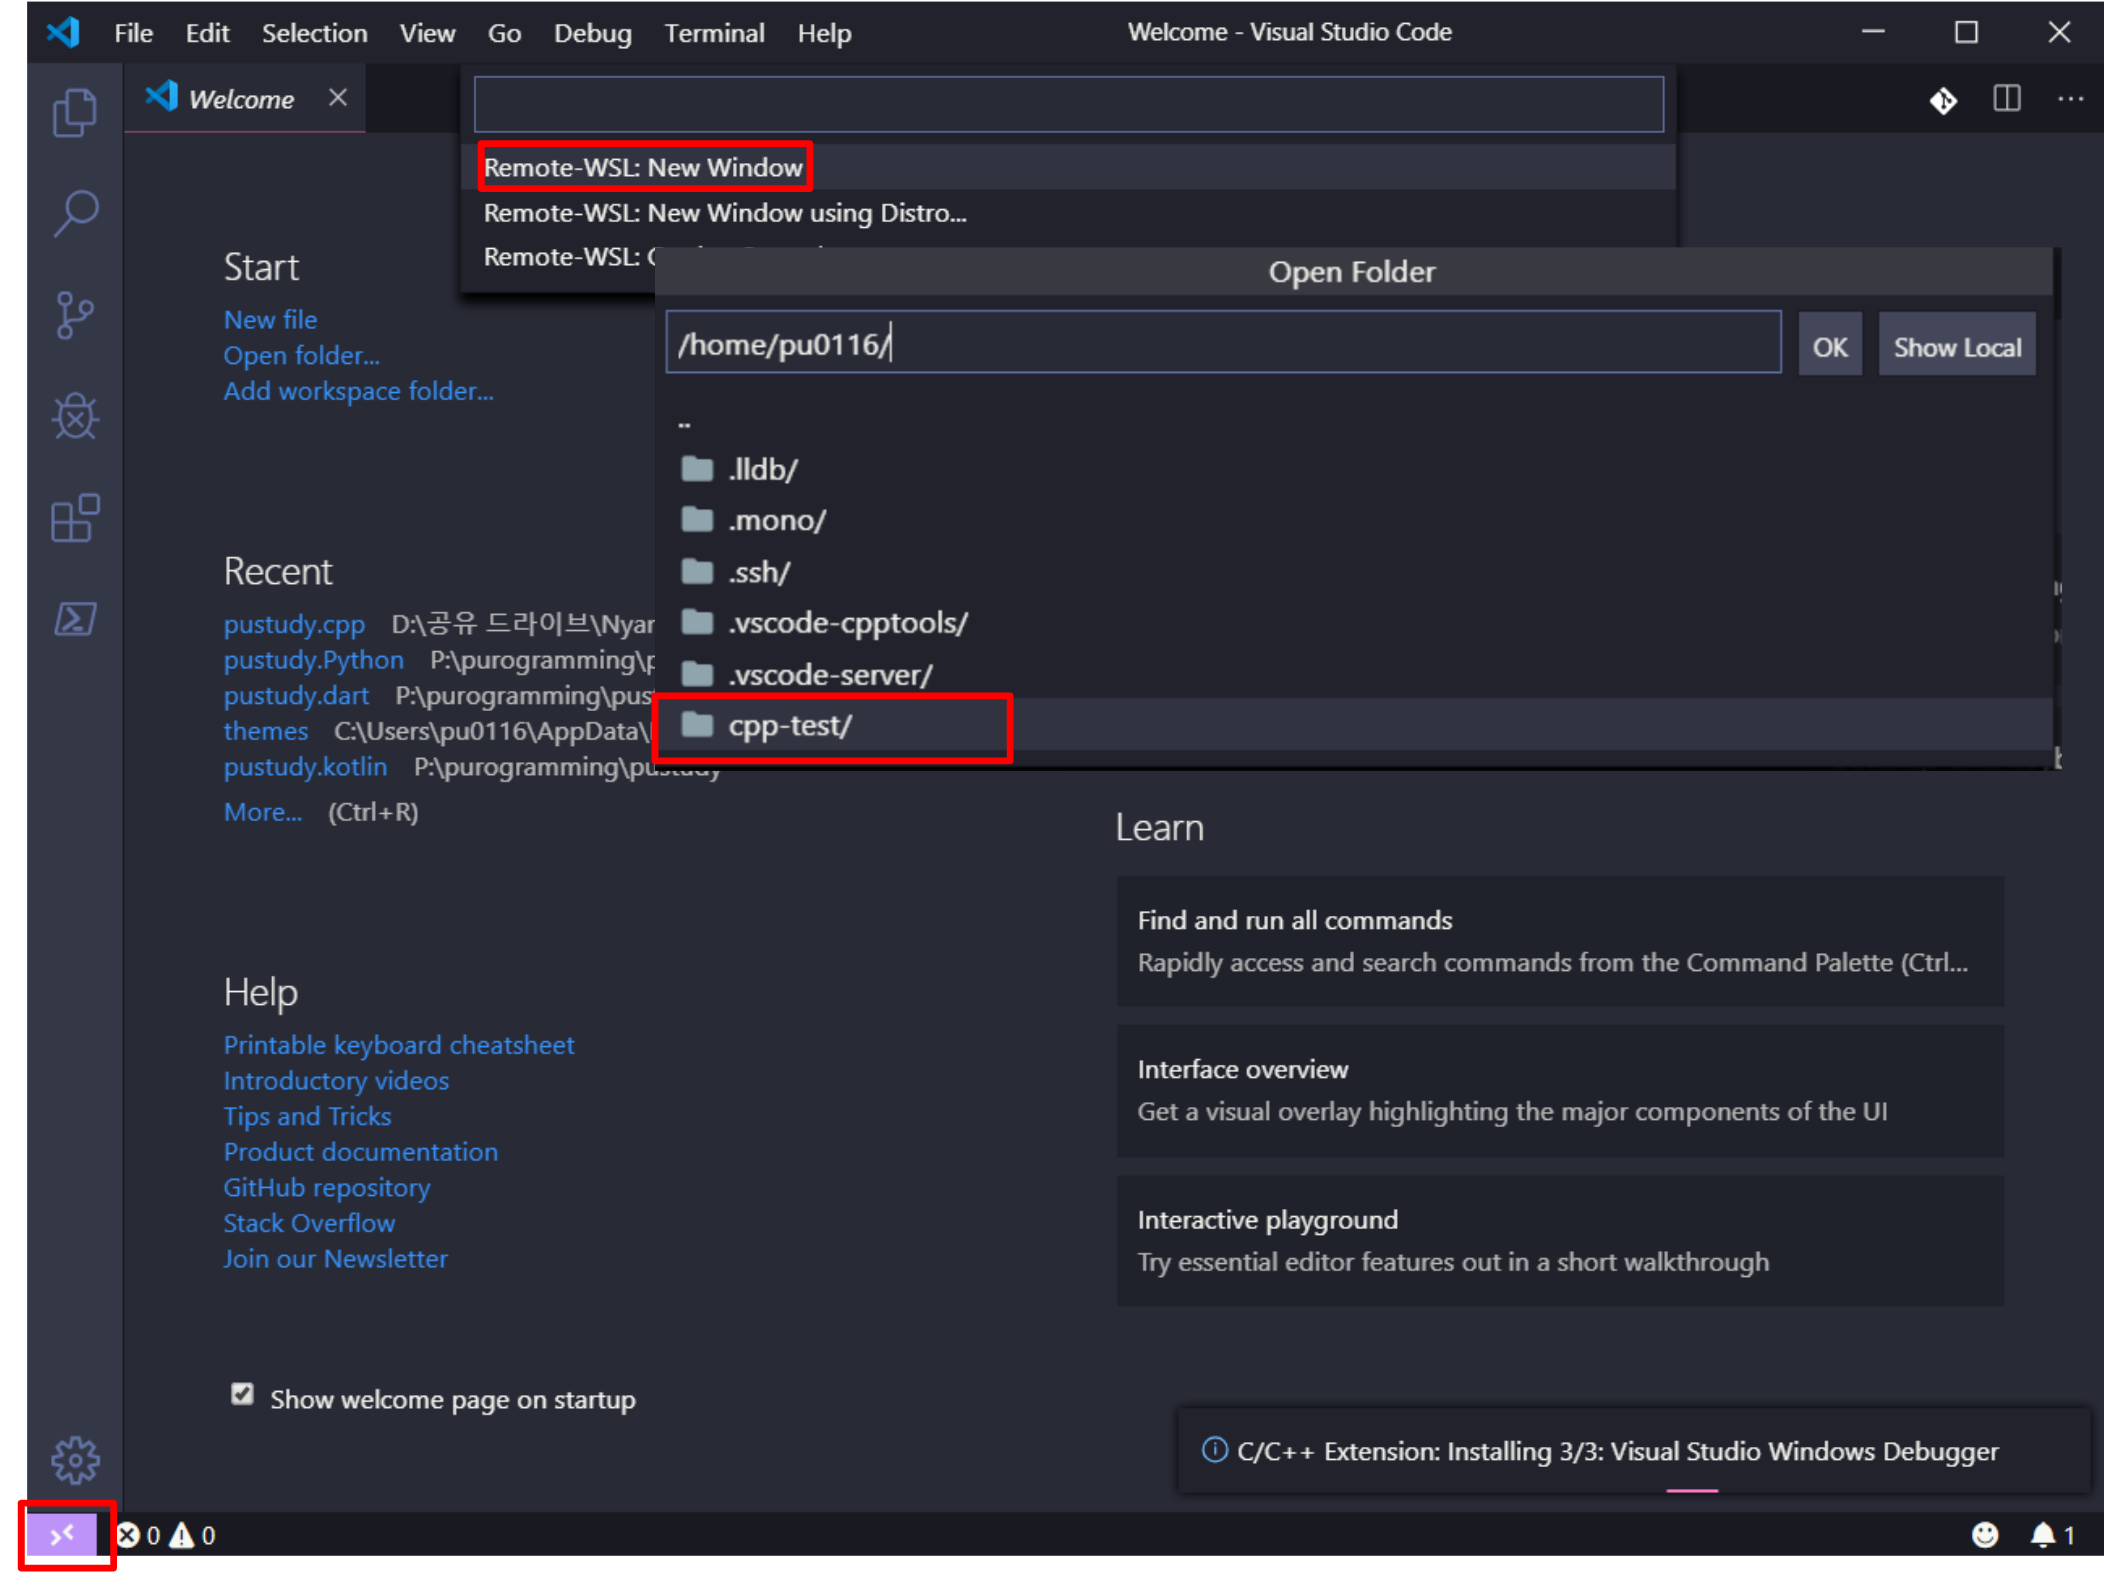 File Edit Selection View Go Debug Terminal Help Welcome - Visual Studio Code
Welcome
Remote-WSL: New Window
Remote-WSL: New Window using Distro...
Remote-WSL:
Open Folder
/home/pu0116/
OK
Show Local
..
.lldb/
.mono/
.ssh/
.vscode-cpptools/
.vscode-server/
cpp-test/
Start
New file
Open folder...
Add workspace folder...
Recent
pustudy.cpp D:\공유 드라이브\Nyar
pustudy.Python P:\purogramming\p
pustudy.dart P:\purogramming\pus
themes C:\Users\pu0116\AppData\
pustudy.kotlin P:\purogramming\pustudy
More... (Ctrl+R)
Help
Printable keyboard cheatsheet
Introductory videos
Tips and Tricks
Product documentation
GitHub repository
Stack Overflow
Join our Newsletter
Show welcome page on startup
Learn
Find and run all commands
Rapidly access and search commands from the Command Palette (Ctrl...
Interface overview
Get a visual overlay highlighting the major components of the UI
Interactive playground
Try essential editor features out in a short walkthrough
C/C++ Extension: Installing 3/3: Visual Studio Windows Debugger
0 0
1